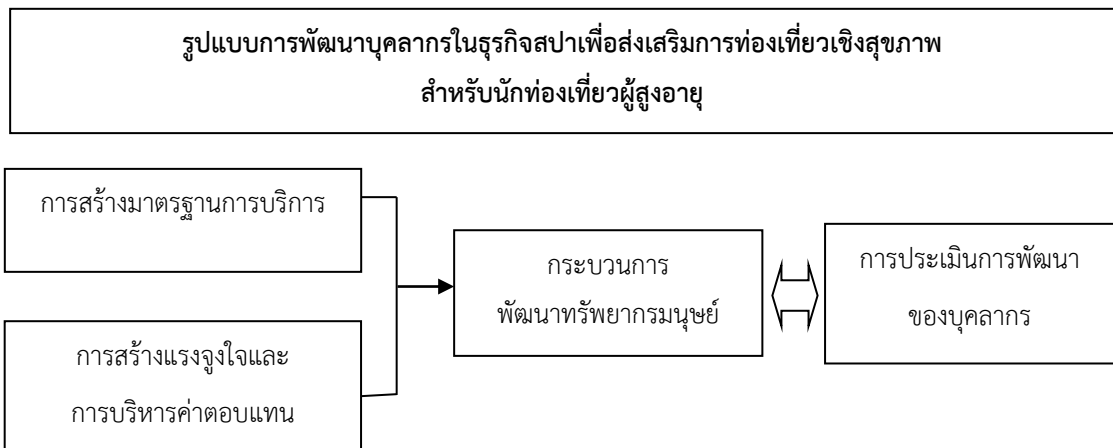 รูปแบบการพัฒนาบุคลากรในธุรกิจสปาเพื่อส่งเสริมการท่องเที่ยวเชิงสุขภาพ
สำหรับนักท่องเที่ยวผู้สูงอายุ
การสร้างมาตรฐานการบริการ
การสร้างแรงจูงใจและ
การบริหารค่าตอบแทน
กระบวนการ
พัฒนาทรัพยากรมนุษย์
การประเมินการพัฒนา
ของบุคลากร